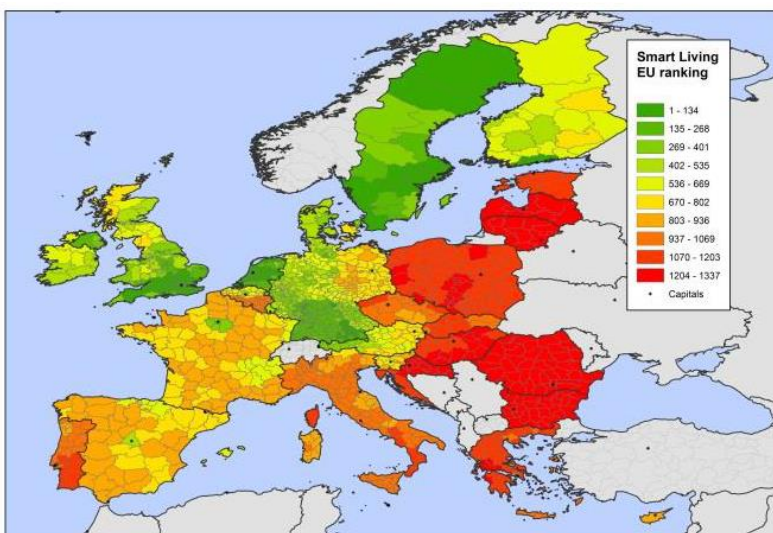 Smart Living
EU ranking
1 - 134
135 - 268
269 - 401
402 - 535
536 - 669
670 - 802
803 - 936
937 - 1069
1070 - 1203
1204 - 1337
Capitals